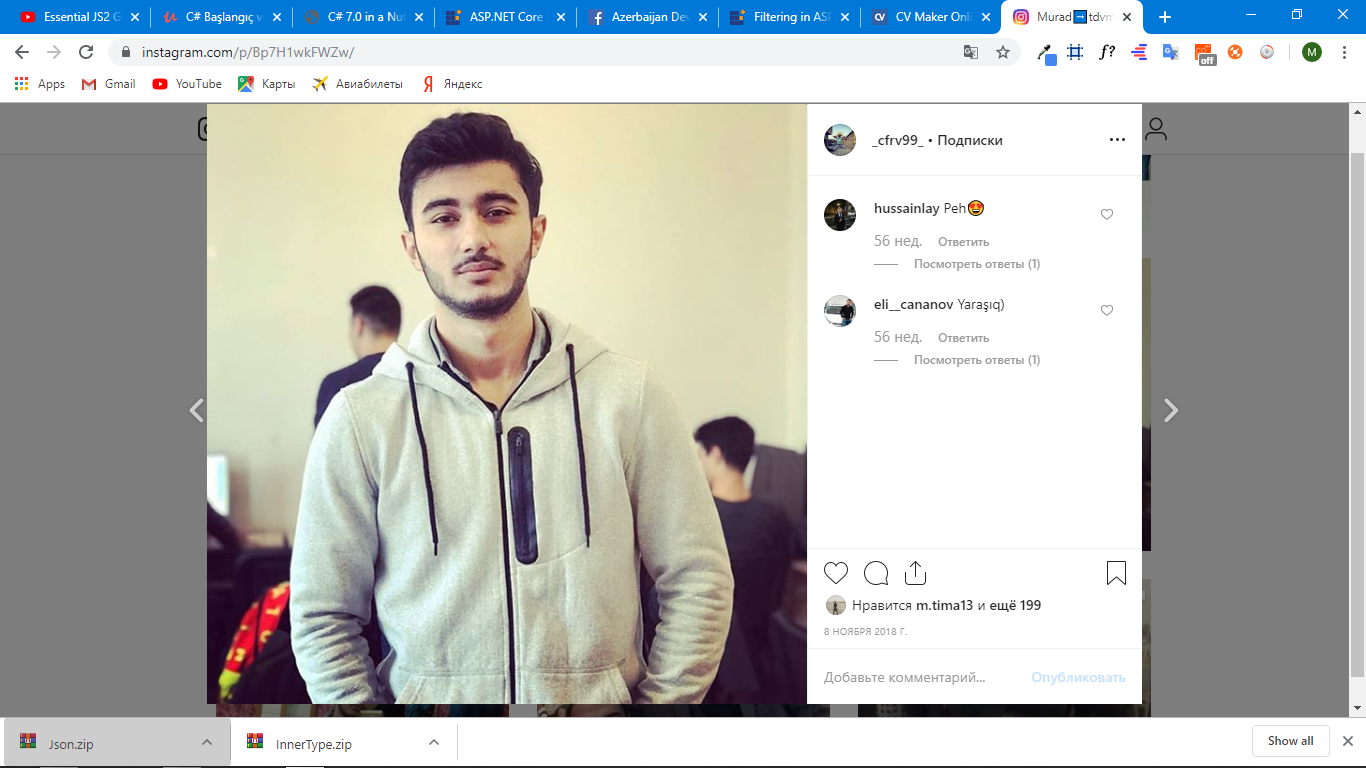 Essential JS2 G
C# Başlangıç v
C# 7.0 in a Nu
ASP.NET Core
Azerbaijan Dev
Filtering in ASP
CV Maker Onli
Murad➡tdvm
instagram.com/p/Bp7H1wkFWZw/
f?
off
M
Apps
Gmail
YouTube
Карты
Авиабилеты
Яндекс
_cfrv99_ • Подписки
hussainlay Peh😍
56 нед. Ответить
Посмотреть ответы (1)
eli__cananov Yaraşıq)
56 нед. Ответить
Посмотреть ответы (1)
Нравится m.tima13 и ещё 199
8 НОЯБРЯ 2018 Г.
Добавьте комментарий... Опубликовать
Json.zip
InnerType.zip
Show all